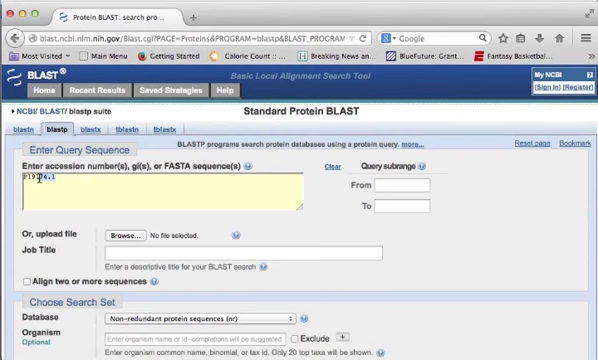 Protein BLAST: search pro...
blast.ncbi.nlm.nih.gov/Blast.cgi?PAGE=Proteins&PROGRAM=blastp&BLAST_PROGRAM
Google
Most Visited
Main Menu
Getting Started
Calorie Count ::...
Breaking News an...
BlueFuture: Grant...
Fantasy Basketbal...
BLAST®
Basic Local Alignment Search Tool
My NCBI
[Sign In] [Register]
Home
Recent Results
Saved Strategies
Help
NCBI/ BLAST/ blastp suite
Standard Protein BLAST
blastn
blastp
blastx
tblastn
tblastx
Enter Query Sequence
BLASTP programs search protein databases using a protein query. more...
Reset page
Bookmark
Enter accession number(s), gi(s), or FASTA sequence(s)
Clear
Query subrange
From
To
Or, upload file
Browse...
No file selected.
Job Title
Enter a descriptive title for your BLAST search
Align two or more sequences
Choose Search Set
Database
Non-redundant protein sequences (nr)
Organism
Optional
Enter organism name or id--completions will be suggested
Exclude
+
Enter organism common name, binomial, or tax id. Only 20 top taxa will be shown.